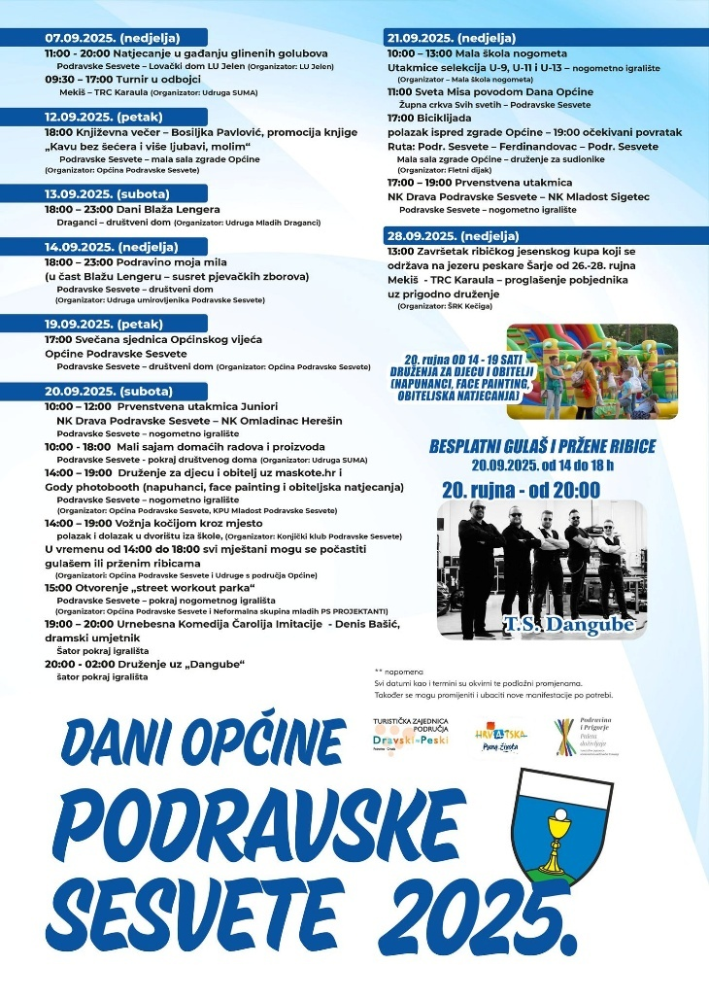 07.09.2025. (nedjelja)
11:00 - 20:00 Natjecanje u gađanju glinenih golubova
Podravske Sesvete – Lovački dom LU Jelen (Organizator: LU Jelen)
09:30 – 17:00 Turnir u odbojci
Mekiš – TRC Karaula (Organizator: Udruga SUMA)
12.09.2025. (petak)
18:00 Književna večer – Bosiljka Pavlović, promocija knjige
„Kavu bez šećera i više ljubavi, molim“
Podravske Sesvete – mala sala zgrade Općine
(Organizator: Općina Podravske Sesvete)
13.09.2025. (subota)
18:00 – 23:00 Dani Blaža Lengera
Draganci – društveni dom (Organizator: Udruga Mladih Draganci)
14.09.2025. (nedjelja)
18:00 – 23:00 Podravino moja mila
(u čast Blažu Lengeru – susret pjevačkih zborova)
Podravske Sesvete – društveni dom
(Organizator: Udruga umirovljenika Podravske Sesvete)
19.09.2025. (petak)
17:00 Svečana sjednica Općinskog vijeća
Općine Podravske Sesvete
Podravske Sesvete – društveni dom (Organizator: Općina Podravske Sesvete)
20.09.2025. (subota)
10:00 – 12:00 Prvenstvena utakmica Juniori
NK Drava Podravske Sesvete – NK Omladinac Herešin
Podravske Sesvete – nogometno igralište
10:00 - 18:00 Mali sajam domaćih radova i proizvoda
Podravske Sesvete - pokraj društvenog doma (Organizator: Udruga SUMA)
14:00 – 19:00 Druženje za djecu i obitelj uz maskote.hr i
Gody photobooth (napuhanci, face painting i obiteljska natjecanja)
Podravske Sesvete – nogometno igralište
(Organizator: Općina Podravske Sesvete, KPU Mladost Podravske Sesvete)
14:00 – 19:00 Vožnja kočijom kroz mjesto
polazak i dolazak u dvorištu iza škole, (Organizator: Konjički klub Podravske Sesvete)
U vremenu od 14:00 do 18:00 svi mještani mogu se počastiti
gulašem ili prženim ribicama
(Organizatori: Općina Podravske Sesvete i Udruge s područja Općine)
15:00 Otvorenje „street workout parka“
Podravske Sesvete – pokraj nogometnog igrališta
(Organizator: Općina Podravske Sesvete i Neformalna skupina mladih PS PROJEKTANTI)
19:00 – 20:00 Urnebesna Komedija Čarolija Imitacije - Denis Bašić,
dramski umjetnik
Šator pokraj igrališta
20:00 - 02:00 Druženje uz „Dangube“
šator pokraj igrališta
21.09.2025. (nedjelja)
10:00 – 13:00 Mala škola nogometa
Utakmice selekcija U-9, U-11 i U-13 – nogometno igralište
(Organizator – Mala škola nogometa)
11:00 Sveta Misa povodom Dana Općine
Župna crkva Svih svetih – Podravske Sesvete
17:00 Biciklijada
polazak ispred zgrade Općine – 19:00 očekivani povratak
Ruta: Podr. Sesvete – Ferdinandovac – Podr. Sesvete
Mala sala zgrade Općine – druženje za sudionike
(Organizator: Fletni dijak)
17:00 – 19:00 Prvenstvena utakmica
NK Drava Podravske Sesvete – NK Mladost Sigetec
Podravske Sesvete – nogometno igralište
28.09.2025. (nedjelja)
13:00 Završetak ribičkog jesenskog kupa koji se
održava na jezeru peskare Šarje od 26.-28. rujna
Mekiš - TRC Karaula – proglašenje pobjednika
uz prigodno druženje
(Organizator: ŠRK Kečiga)
20. rujna OD 14 - 19 SATI
DRUŽENJA ZA DJECU I OBITELJI
(NAPUHANCI, FACE PAINTING,
OBITELJSKA NATJECANJA)
BESPLATNI GULAŠ I PRŽENE RIBICE
20.09.2025. od 14 do 18 h
20. rujna - od 20:00
T.S. Dangube
** napomena
Svi datumi kao i termini su okvirni te podložni promjenama.
Također se mogu promijeniti i ubaciti nove manifestacije po potrebi.
TURISTIČKA ZAJEDNICA
PODRUČJA
Dravski Peski
HRVATSKA
Puna života
Podravina
i Prigorje
Paleta
doživljaja
DANI OPĆINE
PODRAVSKE
SESVETE 2025.